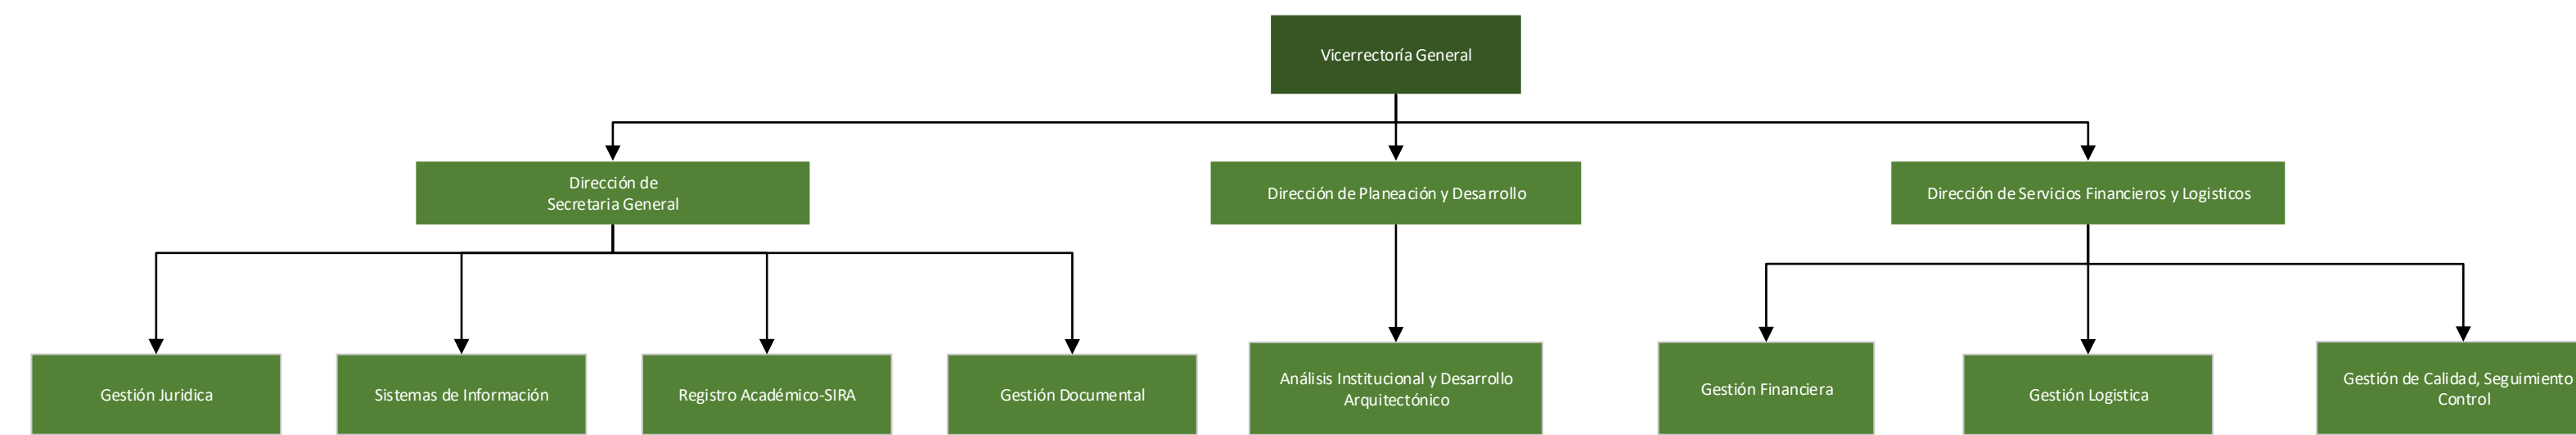 Vicerrectoría General
Dirección de
Secretaria General
Dirección de Planeación y Desarrollo
Dirección de Servicios Financieros y Logisticos
Gestión Juridica
Sistemas de Información
Registro Académico-SIRA
Gestión Documental
Análisis Institucional y Desarrollo
Arquitectónico
Gestión Financiera
Gestión Logistica
Gestión de Calidad, Seguimiento
Control